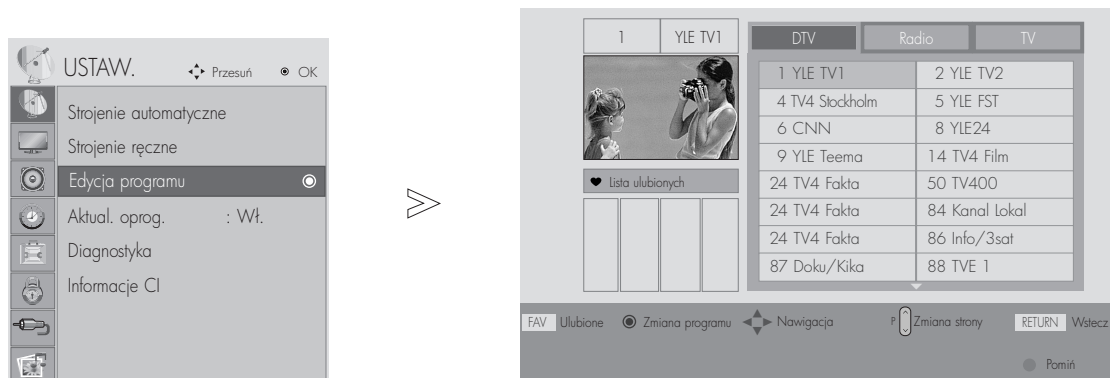 USTAW. Przesuń OK
Strojenie automatyczne
Strojenie ręczne
Edycja programu
Aktual. oprog. : Wł.
Diagnostyka
Informacje CI
1 YLE TV1
Lista ulubionych
DTV Radio TV
1 YLE TV1 2 YLE TV2
4 TV4 Stockholm 5 YLE FST
6 CNN 8 YLE24
9 YLE Teema 14 TV4 Film
24 TV4 Fakta 50 TV400
24 TV4 Fakta 84 Kanal Lokal
24 TV4 Fakta 86 Info/3sat
87 Doku/Kika 88 TVE 1
FAV Ulubione Zmiana programu Nawigacja P Zmiana strony RETURN Wstecz
Pomiń